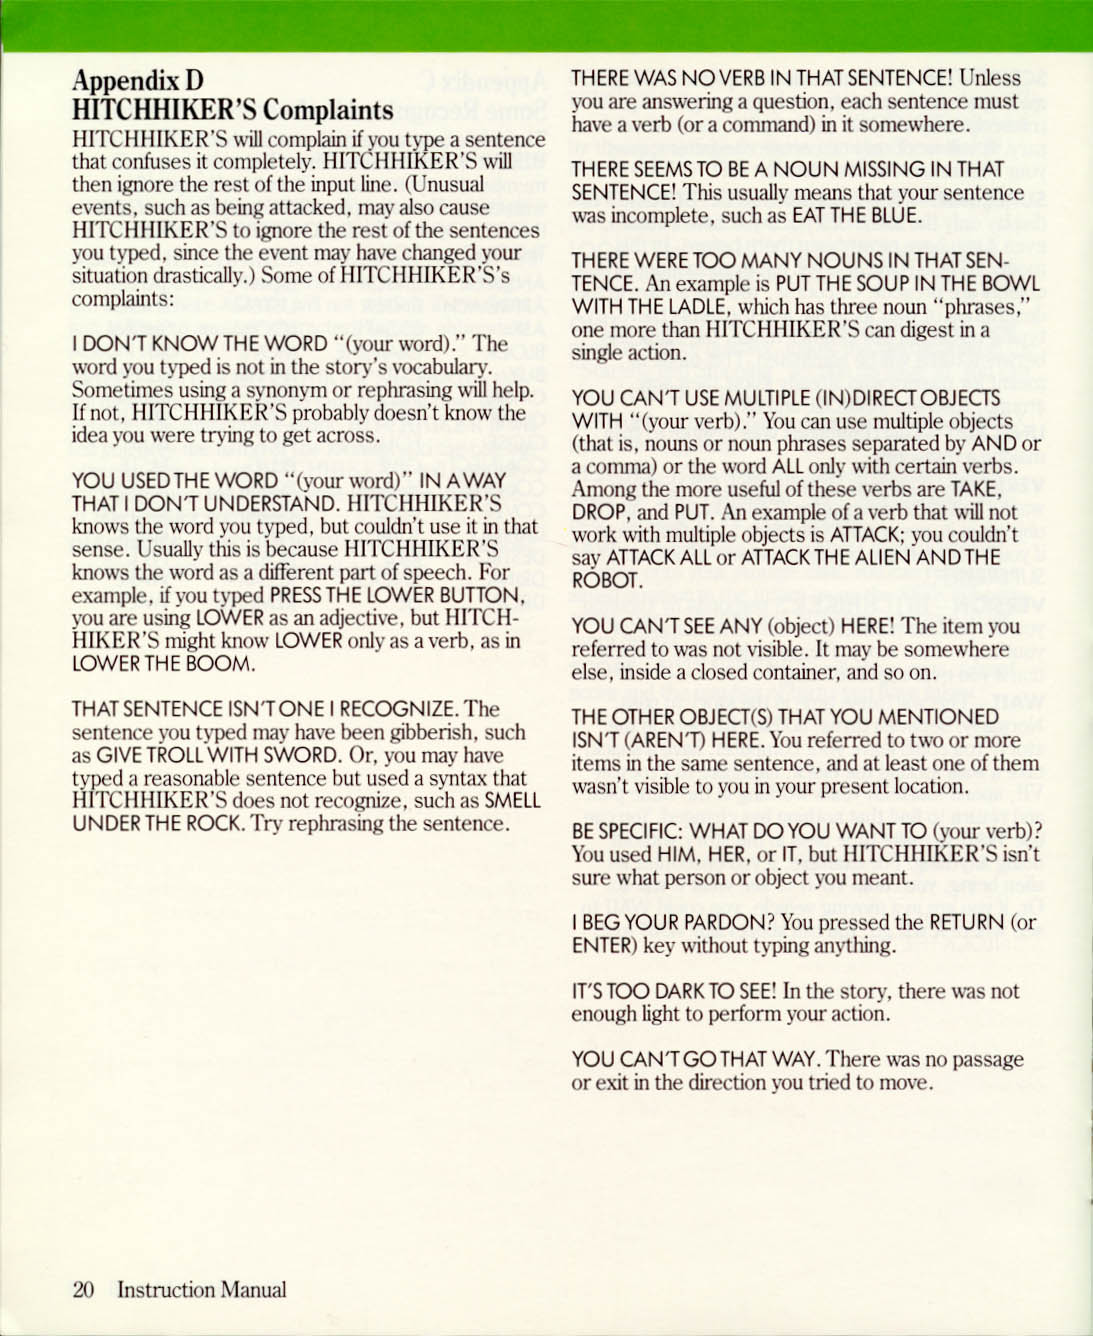 Appendix D
HITCHHIKER'S Complaints
HITCHHIKER'S will complain if you type a sentence
that confuses it completely. HITCHHIKER'S will
then ignore the rest of the input line. (Unusual
events, such as being attacked, may also cause
HITCHHIKER'S to ignore the rest of the sentences
you typed, since the event may have changed your
situation drastically.) Some of HITCHHIKER'S's
complaints:
I DON'T KNOW THE WORD “(your word).” The
word you typed is not in the story's vocabulary.
Sometimes using a synonym or rephrasing will help.
If not, HITCHHIKER'S probably doesn't know the
idea you were trying to get across.
YOU USED THE WORD “(your word)” IN A WAY
THAT I DON'T UNDERSTAND. HITCHHIKER'S
knows the word you typed, but couldn't use it in that
sense. Usually this is because HITCHHIKER'S
knows the word as a different part of speech. For
example, if you typed PRESS THE LOWER BUTTON,
you are using LOWER as an adjective, but HITCH-
HIKER'S might know LOWER only as a verb, as in
LOWER THE BOOM.
THAT SENTENCE ISN'T ONE I RECOGNIZE. The
sentence you typed may have been gibberish, such
as GIVE TROLL WITH SWORD. Or, you may have
typed a reasonable sentence but used a syntax that
HITCHHIKER'S does not recognize, such as SMELL
UNDER THE ROCK. Try rephrasing the sentence.
THERE WAS NO VERB IN THAT SENTENCE! Unless
you are answering a question, each sentence must
have a verb (or a command) in it somewhere.
THERE SEEMS TO BE A NOUN MISSING IN THAT
SENTENCE! This usually means that your sentence
was incomplete, such as EAT THE BLUE.
THERE WERE TOO MANY NOUNS IN THAT SEN-
TENCE. An example is PUT THE SOUP IN THE BOWL
WITH THE LADLE, which has three noun “phrases,”
one more than HITCHHIKER'S can digest in a
single action.
YOU CAN'T USE MULTIPLE (IN)DIRECT OBJECTS
WITH “(your verb).” You can use multiple objects
(that is, nouns or noun phrases separated by AND or
a comma) or the word ALL only with certain verbs.
Among the more useful of these verbs are TAKE,
DROP, and PUT. An example of a verb that will not
work with multiple objects is ATTACK; you couldn't
say ATTACK ALL or ATTACK THE ALIEN AND THE
ROBOT.
YOU CAN'T SEE ANY (object) HERE! The item you
referred to was not visible. It may be somewhere
else, inside a closed container, and so on.
THE OTHER OBJECT(S) THAT YOU MENTIONED
ISN'T (AREN'T) HERE. You referred to two or more
items in the same sentence, and at least one of them
wasn't visible to you in your present location.
BE SPECIFIC: WHAT DO YOU WANT TO (your verb)?
You used HIM, HER, or IT, but HITCHHIKER'S isn't
sure what person or object you meant.
I BEG YOUR PARDON? You pressed the RETURN (or
ENTER) key without typing anything.
IT'S TOO DARK TO SEE! In the story, there was not
enough light to perform your action.
YOU CAN'T GO THAT WAY. There was no passage
or exit in the direction you tried to move.
20 Instruction Manual